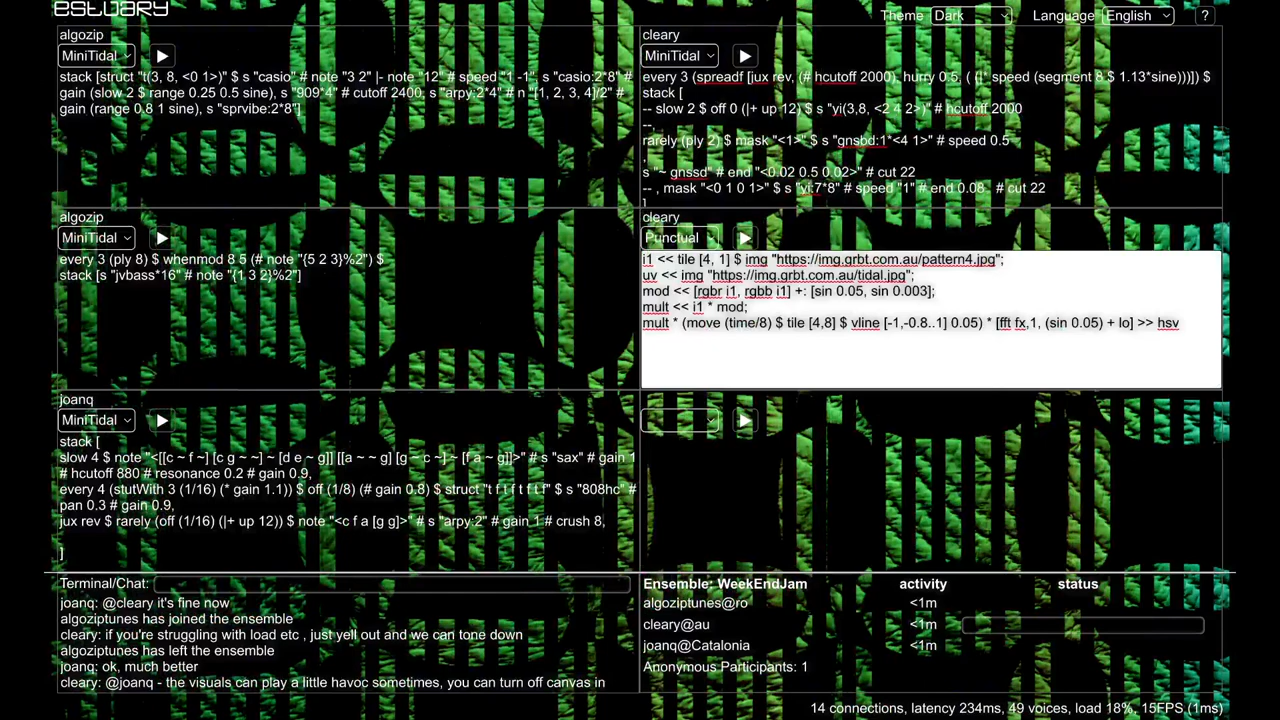 estuary
Theme Dark Language English ?
algozip
MiniTidal
stack [struct "t(3, 8, <0 1>" $ s "casio" # note "3 2" |- note "12" # speed "1 -1", s "casio:2*8" #
gain (slow 2 $ range 0.25 0.5 sine), s "909*4" # cutoff 2400, s "arpy:2*4" # n "[1, 2, 3, 4]/2" #
gain (range 0.8 1 sine), s "sprvibe:2*8"]
cleary
MiniTidal
every 3 (spreadf [jux rev, (# hcutoff 2000), hurry 0.5, ( (|* speed (segment 8 $ 1.13*sine)))]) $
stack [
-- slow 2 $ off 0 (|+ up 12) $ s "yi(3,8, <2 4 2>)" # hcutoff 2000
--,
rarely (ply 2) $ mask "<1>" $ s "gnsbd:1*<4 1>" # speed 0.5
,
s "~ gnssd" # end "<0.02 0.5 0.02>" # cut 22
-- , mask "<0 1 0 1>" $ s "yi:7*8" # speed "1" # end 0.08 # cut 22
]
algozip
MiniTidal
every 3 (ply 8) $ whenmod 8 5 (# note "{5 2 3}%2") $
stack [s "jvbass*16" # note "{1 3 2}%2"]
cleary
Punctual
i1 << tile [4, 1] $ img "https://img.grbt.com.au/pattern4.jpg";
uv << img "https://img.grbt.com.au/tidal.jpg";
mod << [rgbr i1, rgbb i1] +: [sin 0.05, sin 0.003];
mult << i1 * mod;
mult * (move (time/8) $ tile [4,8] $ vline [-1,-0.8..1] 0.05) * [fft fx,1, (sin 0.05) + lo] >> hsv
joanq
MiniTidal
stack [
slow 4 $ note "<[[c ~ f ~] [c g ~ ~] ~ [d e ~ g]] [[a ~ ~ g] [g ~ c ~] ~ [f a ~ g]]>" # s "sax" # gain 1
# hcutoff 880 # resonance 0.2 # gain 0.9,
every 4 (stutWith 3 (1/16) (* gain 1.1)) $ off (1/8) (# gain 0.8) $ struct "t f t f t f t f" $ s "808hc" #
pan 0.3 # gain 0.9,
jux rev $ rarely (off (1/16) (|+ up 12)) $ note "<c f a [g g]>" # s "arpy:2" # gain 1 # crush 8,
]
Terminal/Chat:
joanq: @cleary it's fine now
algoziptunes has joined the ensemble
cleary: if you're struggling with load etc , just yell out and we can tone down
algoziptunes has left the ensemble
joanq: ok, much better
cleary: @joanq - the visuals can play a little havoc sometimes, you can turn off canvas in
Ensemble: WeekEndJam activity status
algoziptunes@ro <1m
cleary@au <1m
joanq@Catalonia <1m
Anonymous Participants: 1
14 connections, latency 234ms, 49 voices, load 18%, 15FPS (1ms)